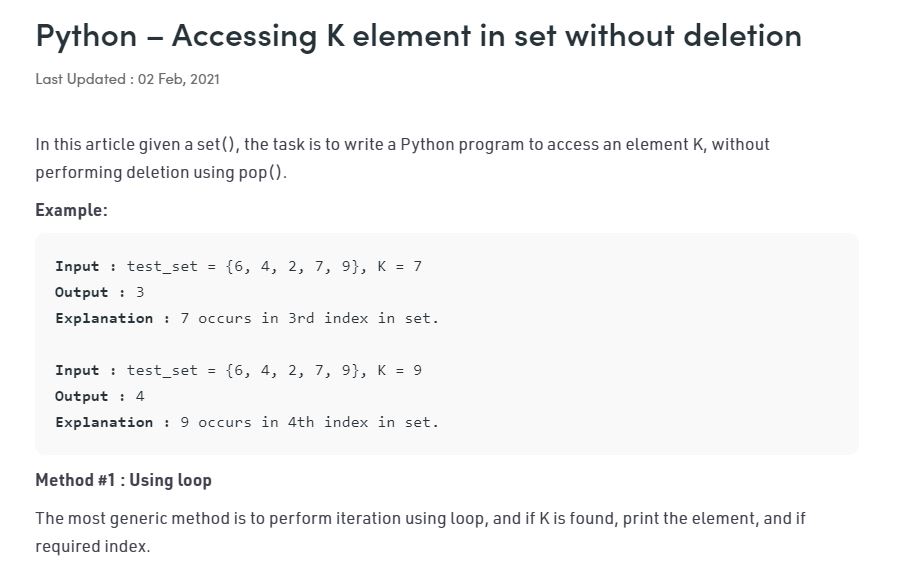 Python – Accessing K element in set without deletion
Last Updated : 02 Feb, 2021
In this article given a set(), the task is to write a Python program to access an element K, without
performing deletion using pop().
Example:
Input : test_set = {6, 4, 2, 7, 9}, K = 7
Output : 3
Explanation : 7 occurs in 3rd index in set.
Input : test_set = {6, 4, 2, 7, 9}, K = 9
Output : 4
Explanation : 9 occurs in 4th index in set.
Method #1 : Using loop
The most generic method is to perform iteration using loop, and if K is found, print the element, and if
required index.